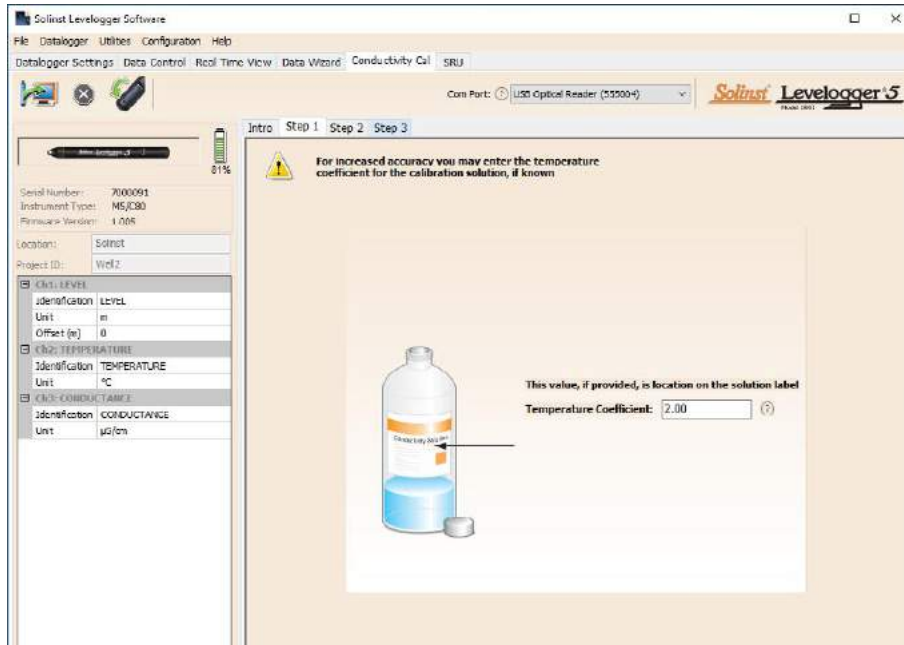 Solinst Levelogger Software
File Datalogger Utilities Configuration Help
Datalogger Settings Data Control Real Time View Data Wizard Conductivity Cal SRU
Com Port: ? USB Optical Reader (555004)
Solinst Levelogger 5
Intro Step 1 Step 2 Step 3
81%
For increased accuracy you may enter the temperature
coefficient for the calibration solution, if known
Serial Number: 7000091
Instrument Type: M5/C80
Firmware Version: 1.005
Location: Solinst
Project ID: Well2
Ch1: LEVEL
Identification LEVEL
Unit m
Offset (m) 0
Ch2: TEMPERATURE
Identification TEMPERATURE
Unit °C
Ch3: CONDUCTANCE
Identification CONDUCTANCE
Unit µS/cm
This value, if provided, is location on the solution label
Temperature Coefficient: 2.00 ?